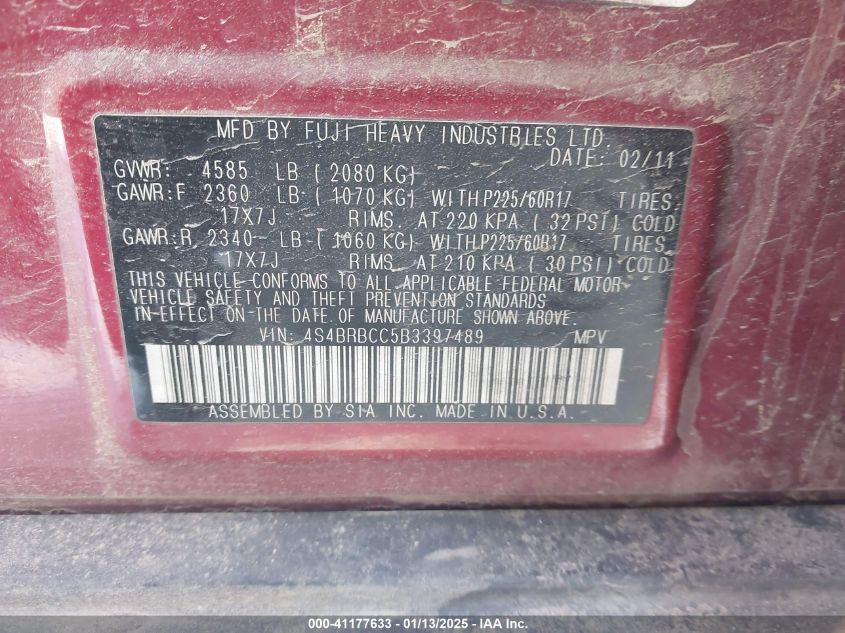 MFD BY FUJI HEAVY INDUSTRIES LTD.
DATE: 02/11
GVWR: 4585 LB ( 2080 KG)
GAWR:F 2360 LB ( 1070 KG) WITH P225/60R17 TIRES,
17X7J RIMS, AT 220 KPA ( 32 PSI) COLD
GAWR:R 2340 LB ( 1060 KG) WITH P225/60R17 TIRES,
17X7J RIMS, AT 210 KPA ( 30 PSI) COLD
THIS VEHICLE CONFORMS TO ALL APPLICABLE FEDERAL MOTOR
VEHICLE SAFETY AND THEFT PREVENTION STANDARDS
IN EFFECT ON THE DATE OF MANUFACTURE SHOWN ABOVE.
VIN: 4S4BRBCC5B3397489 MPV
ASSEMBLED BY SIA INC. MADE IN U.S.A.
000-41177633 - 01/13/2025 - IAA Inc.